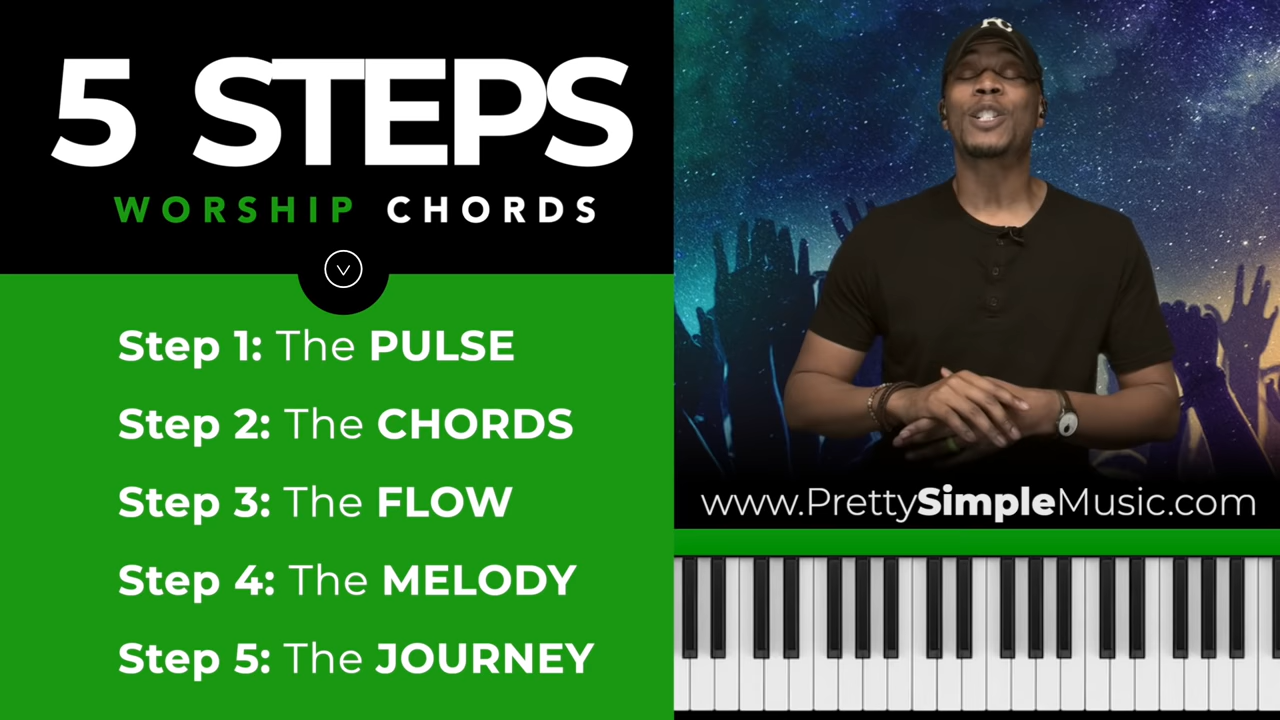 5 STEPS
WORSHIP CHORDS
Step 1: The PULSE
Step 2: The CHORDS
Step 3: The FLOW
Step 4: The MELODY
Step 5: The JOURNEY
www.PrettySimpleMusic.com